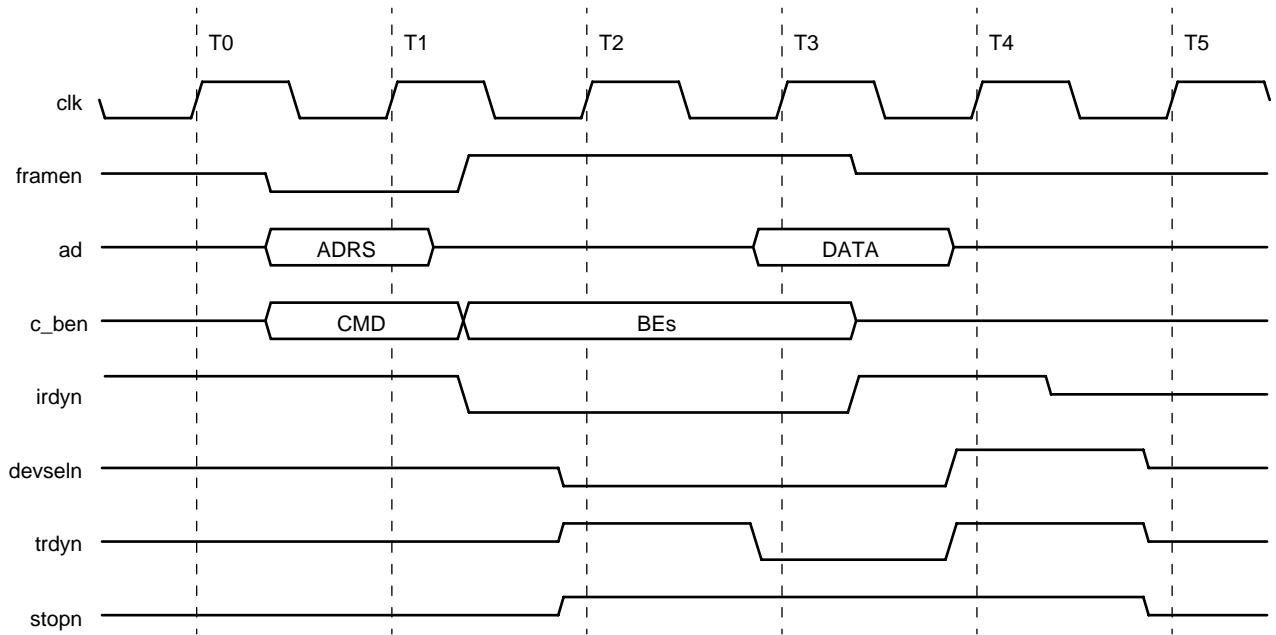 T0 T1 T2 T3 T4 T5
clk
framen
ad ADRS DATA
c_ben CMD BEs
irdyn
devseln
trdyn
stopn